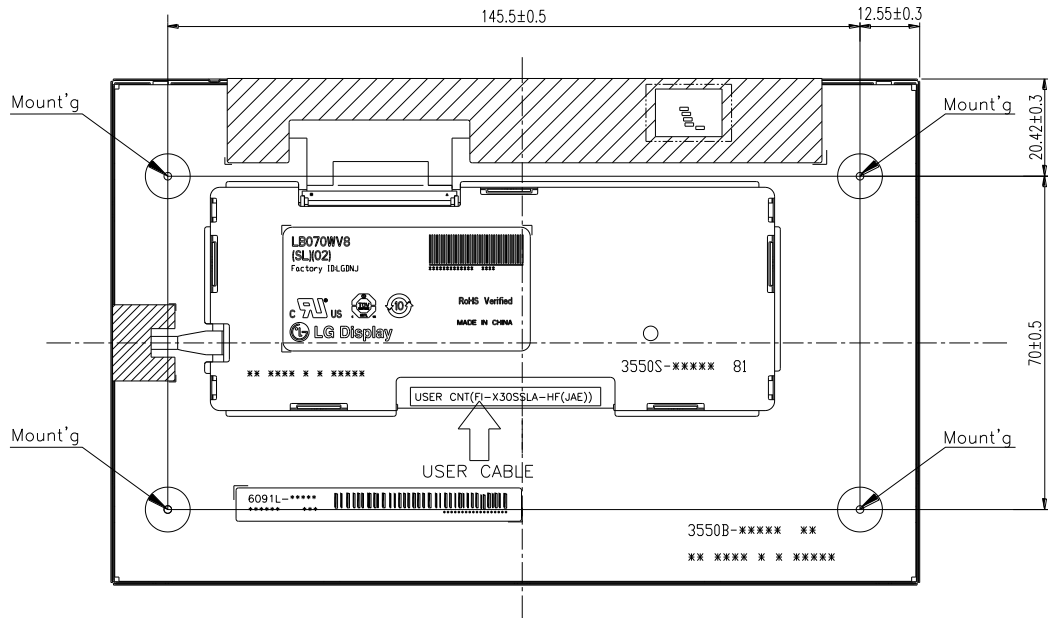 145.5±0.5
12.55±0.3
Mount'g
Mount'g
20.42±0.3
LB070WV8
(SL)(02)
Factory ID:LGDNJ
************* ****
C RU US
10
RoHS Verified
MADE IN CHINA
LG Display
70±0.5
3550S-***** 81
** **** * * *****
USER CNT(FI-X30SSLA-HF(JAE))
Mount'g
Mount'g
USER CABLE
6091L-*****
****** ***
3550B-***** **
** **** * * *****